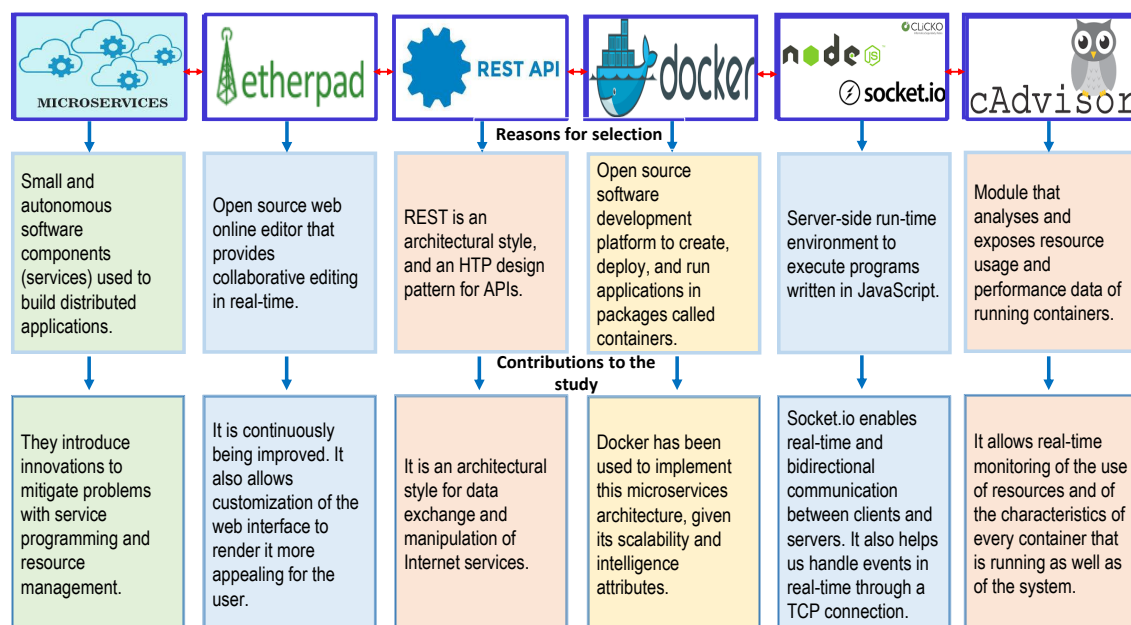 MICROSERVICES
etherpad
REST API
docker
CLiCKO
node
JS
socket.io
cAdvisor
Reasons for selection
Small and
autonomous
software
components
(services) used to
build distributed
applications.
Open source web
online editor that
provides
collaborative editing
in real-time.
REST is an
architectural style,
and an HTP design
pattern for APIs.
Open source
software
development
platform to create,
deploy, and run
applications in
packages called
containers.
Server-side run-time
environment to
execute programs
written in JavaScript.
Module that
analyses and
exposes resource
usage and
performance data of
running containers.
Contributions to the
study
They introduce
innovations to
mitigate problems
with service
programming and
resource
management.
It is continuously
being improved. It
also allows
customization of the
web interface to
render it more
appealing for the
user.
It is an architectural
style for data
exchange and
manipulation of
Internet services.
Docker has been
used to implement
this microservices
architecture, given
its scalability and
intelligence
attributes.
Socket.io enables
real-time and
bidirectional
communication
between clients and
servers. It also helps
us handle events in
real-time through a
TCP connection.
It allows real-time
monitoring of the use
of resources and of
the characteristics of
every container that
is running as well as
of the system.